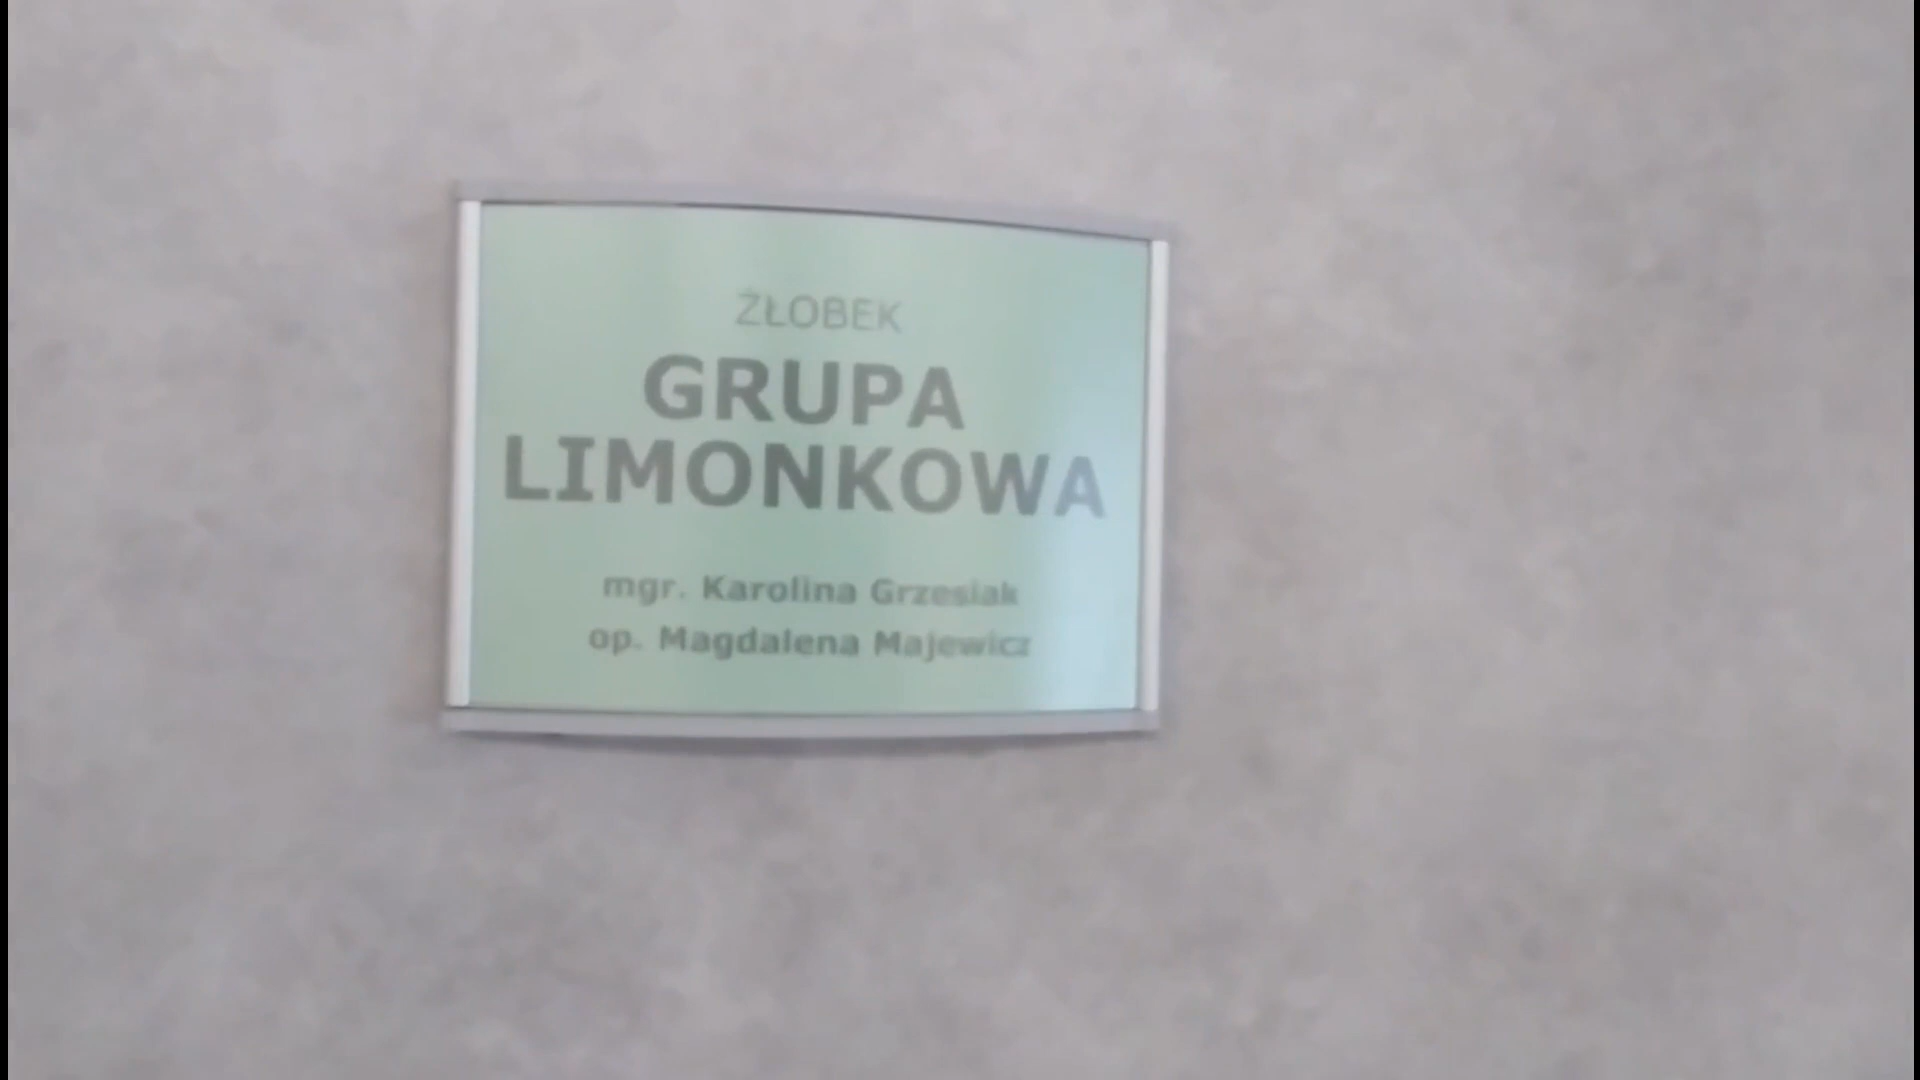 ŻŁOBEK
GRUPA
LIMONKOWA
mgr. Karolina Grzesiak
op. Magdalena Majewicz